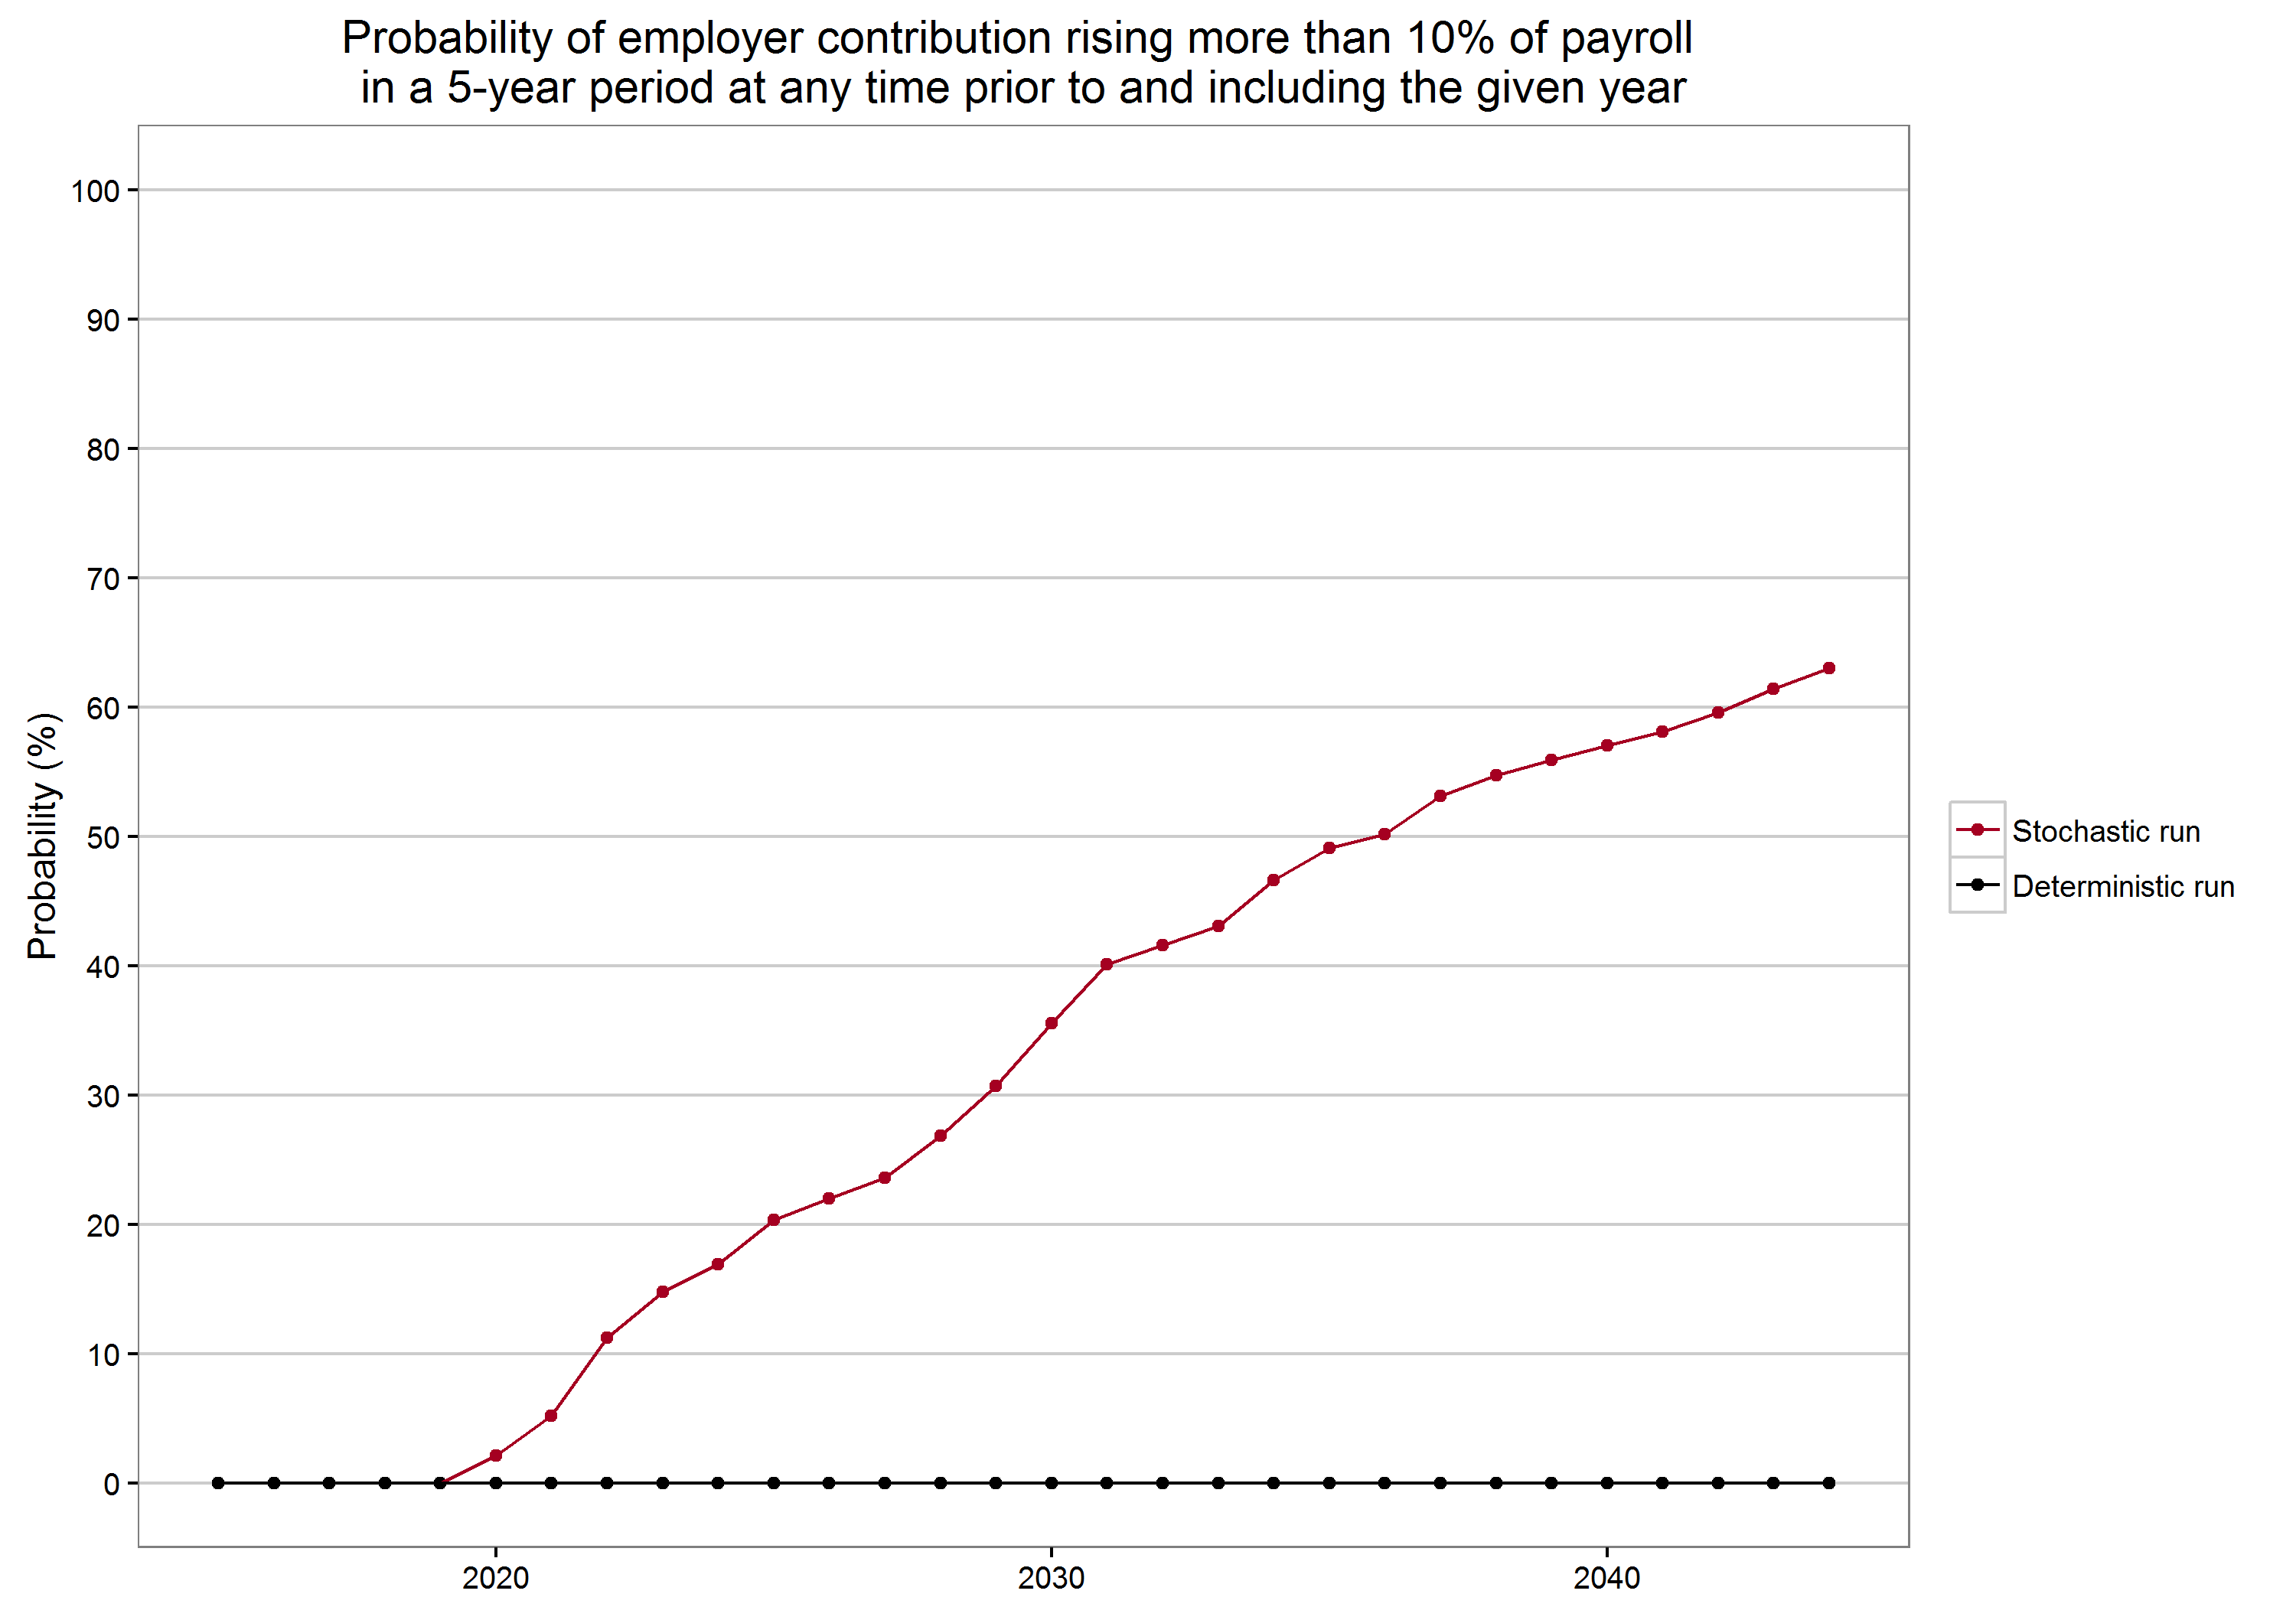 Probability of employer contribution rising more than 10% of payroll
in a 5-year period at any time prior to and including the given year
Probability (%)
100
90
80
70
60
50
40
30
20
10
0
2020
2030
2040
Stochastic run
Deterministic run